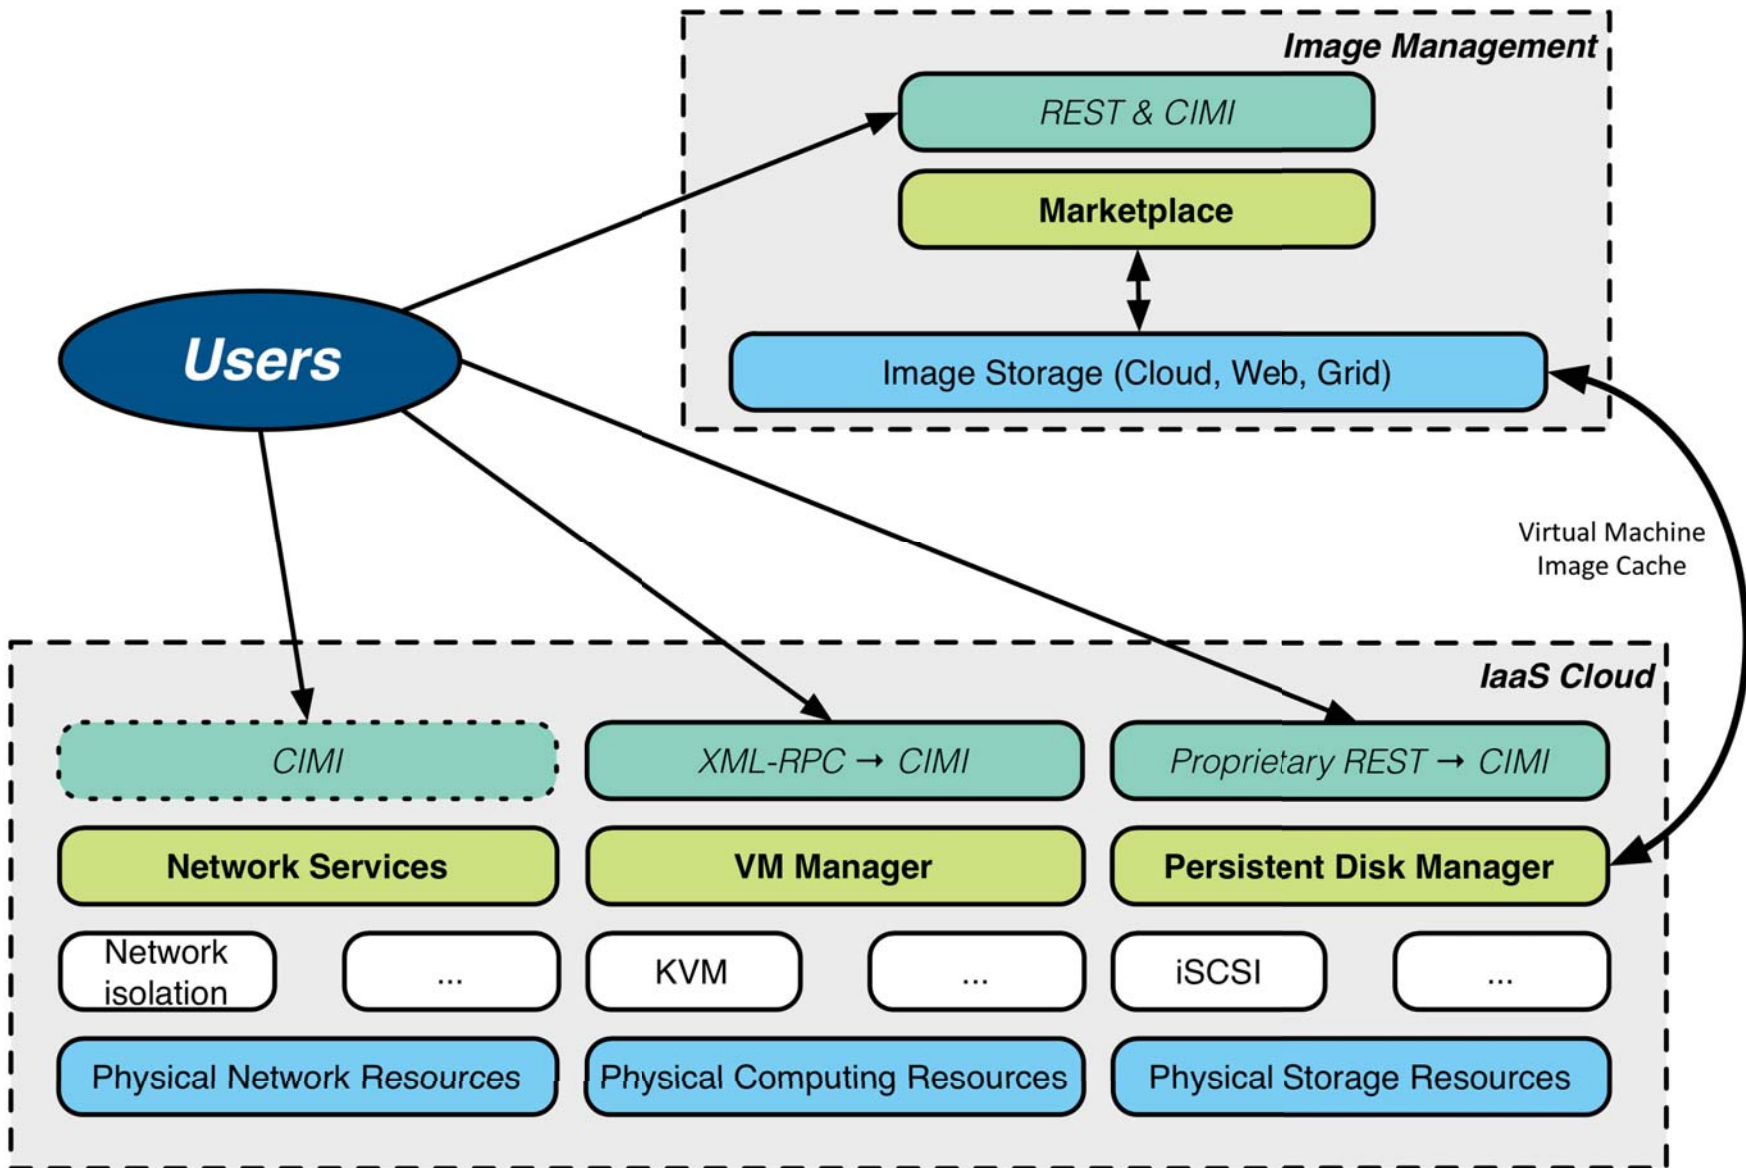 Image Management
REST & CIMI
Marketplace
Users
Image Storage (Cloud, Web, Grid)
Virtual Machine
Image Cache
IaaS Cloud
CIMI
XML-RPC → CIMI
Proprietary REST → CIMI
Network Services
VM Manager
Persistent Disk Manager
Network
isolation
...
KVM
...
iSCSI
...
Physical Network Resources
Physical Computing Resources
Physical Storage Resources